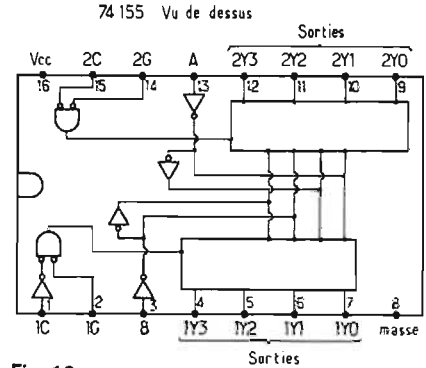 74 155 Vu de dessus
Sorties
Vcc 2C 2G A 2Y3 2Y2 2Y1 2Y0
16 15 14 13 12 11 10 9
1 2 3 4 5 6 7 8
1C 1G B 1Y3 1Y2 1Y1 1Y0 masse
Sorties